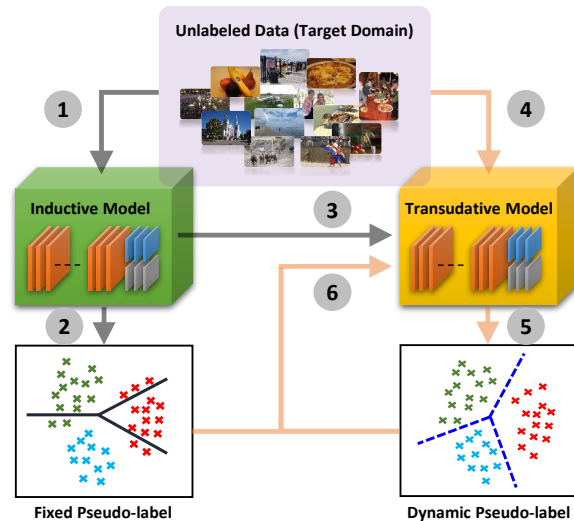 Unlabeled Data (Target Domain)
1
4
Inductive Model
3
Transudative Model
6
2
5
Fixed Pseudo-label
Dynamic Pseudo-label